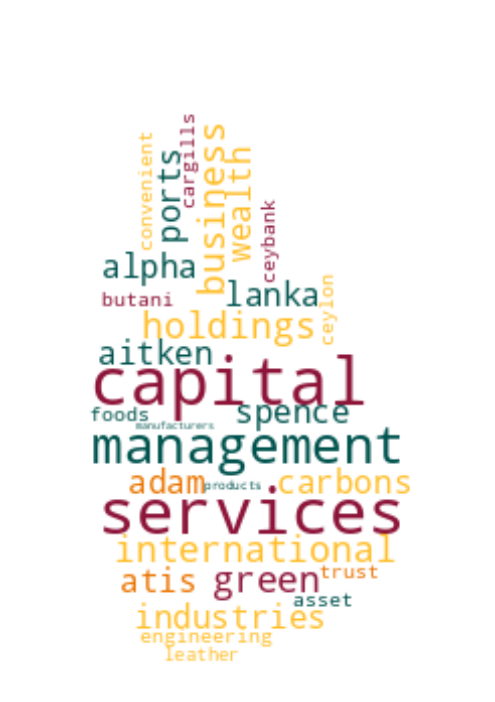 convenient
ports
cargills
business
wealth
ceybank
alpha
butani
lanka
ceylon
holdings
aitken
capital
foods
spence
manufacturers
management
adam
products
carbons
services
international
atis
green
trust
asset
industries
engineering
leather